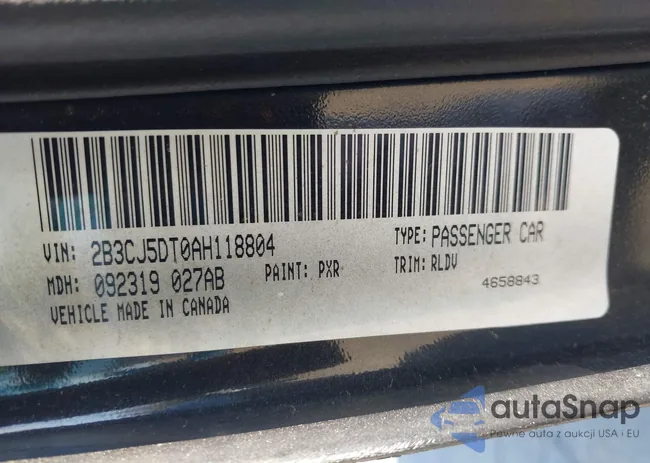 VIN: 2B3CJ5DT0AH118804 TYPE: PASSENGER CAR
MDH: 092319 027AB PAINT: PXR TRIM: RLDV
VEHICLE MADE IN CANADA 4658843
autaSnap
Pewne auta z aukcji USA i EU